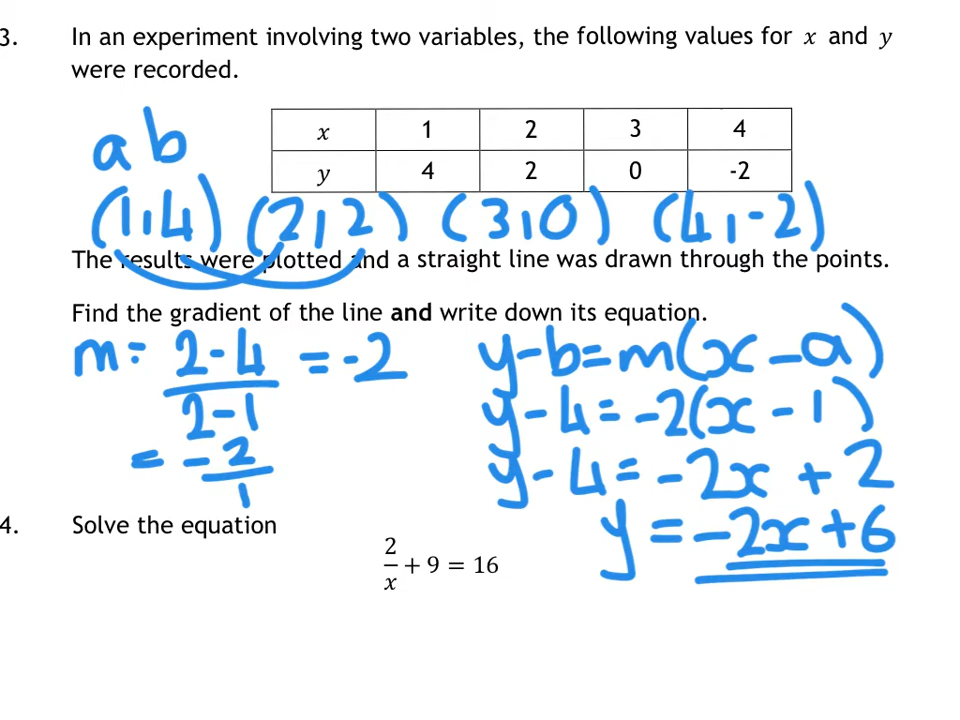 3. In an experiment involving two variables, the following values for x and y
were recorded.
a b
x 1 2 3 4
y 4 2 0 -2
(1,4) (2,2) (3,0) (4,-2)
The results were plotted and a straight line was drawn through the points.
Find the gradient of the line and write down its equation.
m = 2-4 = -2
2-1
= -2
1
y-b=m(x-a)
y-4=-2(x-1)
y-4=-2x+2
y=-2x+6
4. Solve the equation
2/x + 9 = 16